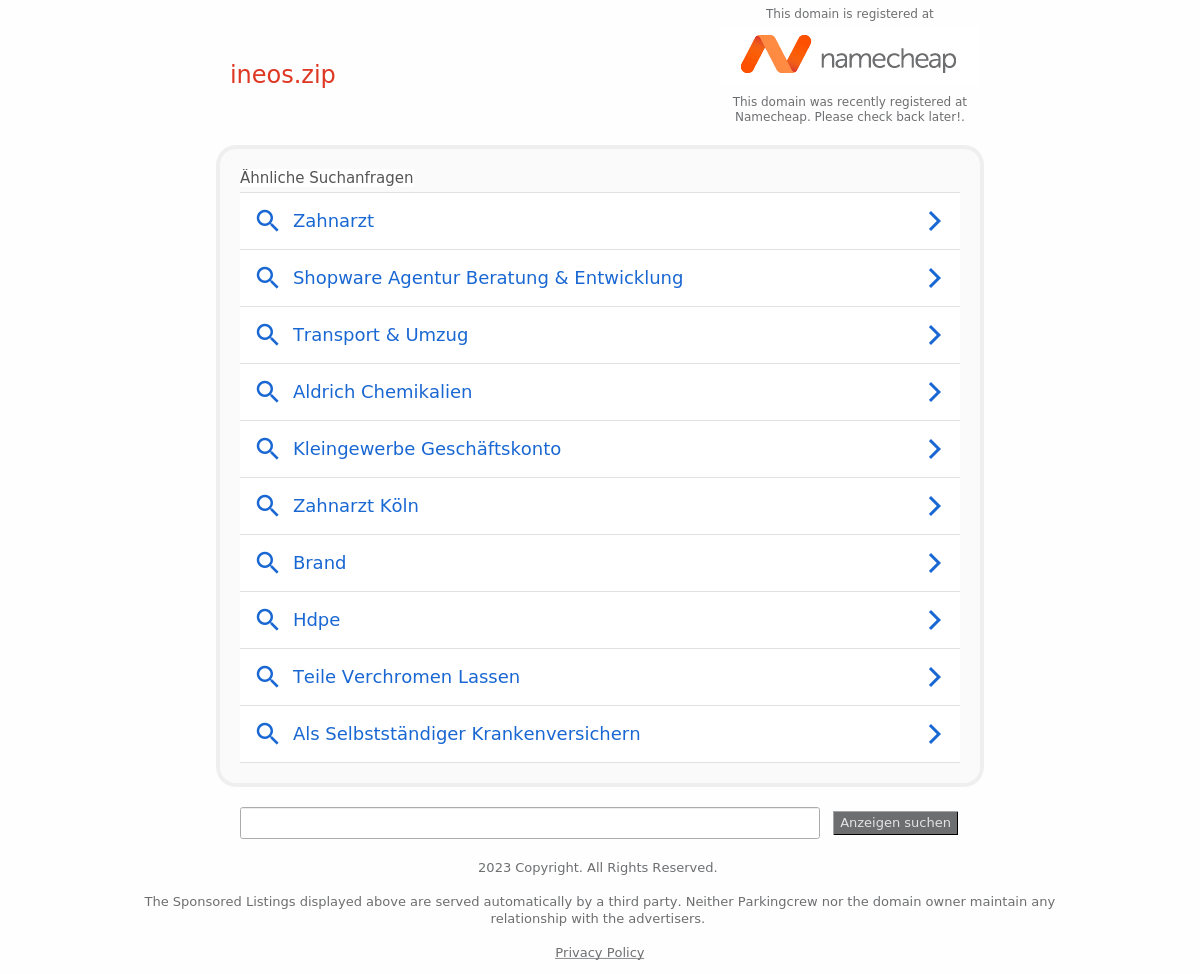 This domain is registered at
namecheap
ineos.zip
This domain was recently registered at
Namecheap. Please check back later!.
Ähnliche Suchanfragen
Zahnarzt
Shopware Agentur Beratung & Entwicklung
Transport & Umzug
Aldrich Chemikalien
Kleingewerbe Geschäftskonto
Zahnarzt Köln
Brand
Hdpe
Teile Verchromen Lassen
Als Selbstständiger Krankenversichern
Anzeigen suchen
2023 Copyright. All Rights Reserved.
The Sponsored Listings displayed above are served automatically by a third party. Neither Parkingcrew nor the domain owner maintain any
relationship with the advertisers.
Privacy Policy